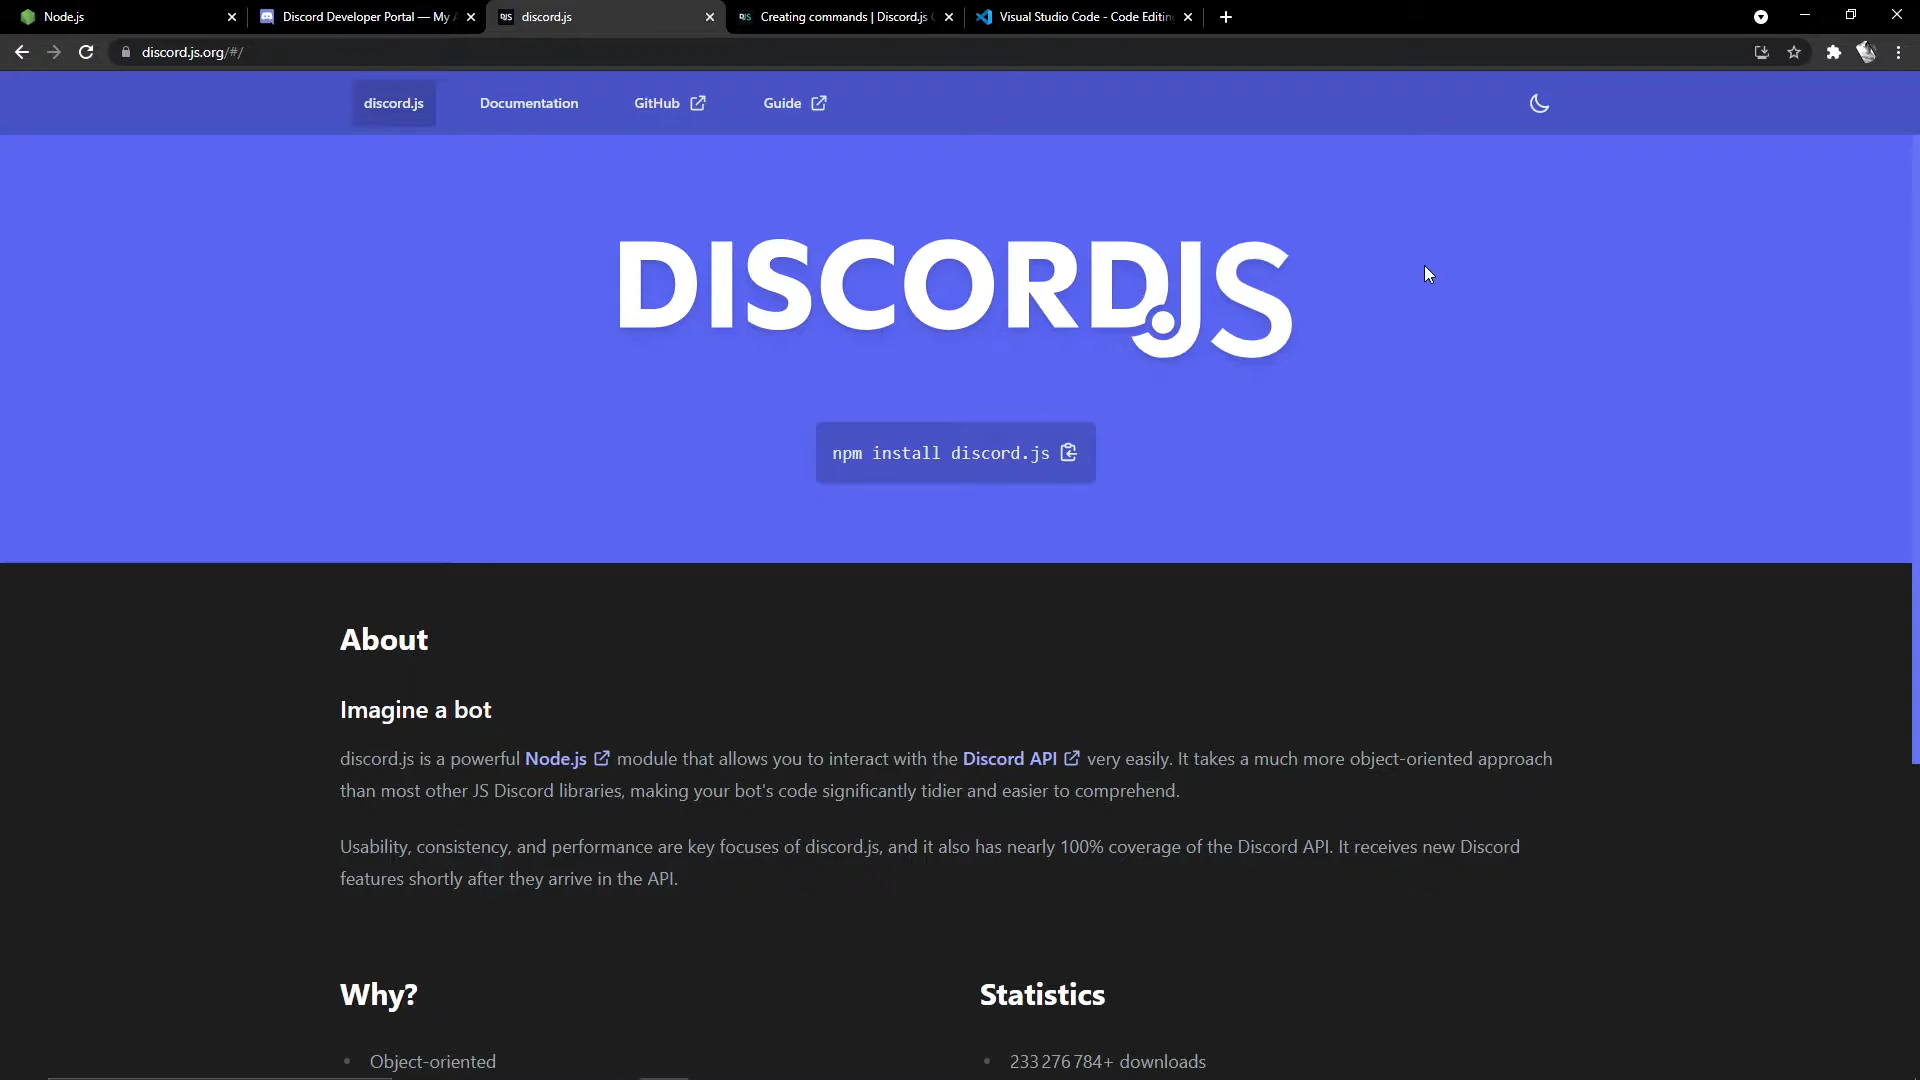 Node.js
Discord Developer Portal — My
discord.js
Creating commands | Discord.js
Visual Studio Code - Code Editin
discord.js.org/#/
discord.js
Documentation
GitHub
Guide
DISCORD.JS
npm install discord.js
About
Imagine a bot
discord.js is a powerful Node.js module that allows you to interact with the Discord API very easily. It takes a much more object-oriented approach
than most other JS Discord libraries, making your bot's code significantly tidier and easier to comprehend.
Usability, consistency, and performance are key focuses of discord.js, and it also has nearly 100% coverage of the Discord API. It receives new Discord
features shortly after they arrive in the API.
Why?
Statistics
Object-oriented
233 276 784+ downloads